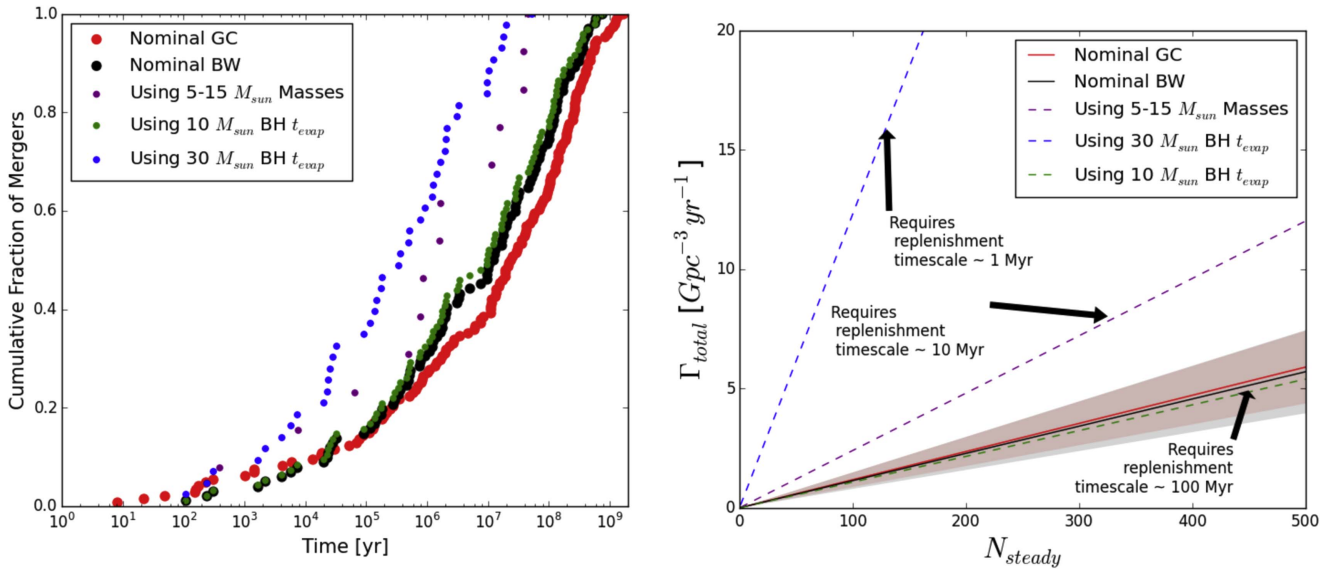 Cumulative Fraction of Mergers
1.0
0.8
0.6
0.4
0.2
0.0
Nominal GC
Nominal BW
Using 5-15 M_sun Masses
Using 10 M_sun BH t_evap
Using 30 M_sun BH t_evap
10^0 10^1 10^2 10^3 10^4 10^5 10^6 10^7 10^8 10^9
Time [yr]
Γ_total [Gpc^-3 yr^-1]
20
15
10
5
0
Nominal GC
Nominal BW
Using 5-15 M_sun Masses
Using 30 M_sun BH t_evap
Using 10 M_sun BH t_evap
Requires
replenishment
timescale ~ 1 Myr
Requires
replenishment
timescale ~ 10 Myr
Requires
replenishment
timescale ~ 100 Myr
0 100 200 300 400 500
N_steady